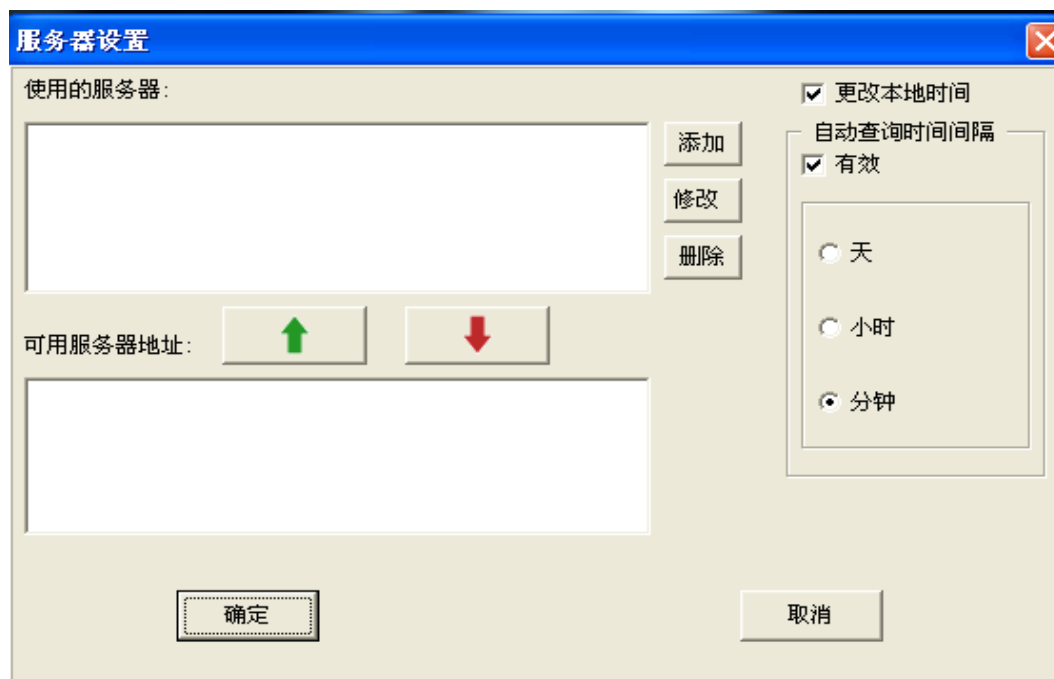 服务器设置
使用的服务器:
添加
修改
删除
可用服务器地址:
更改本地时间
自动查询时间间隔
有效
天
小时
分钟
确定
取消